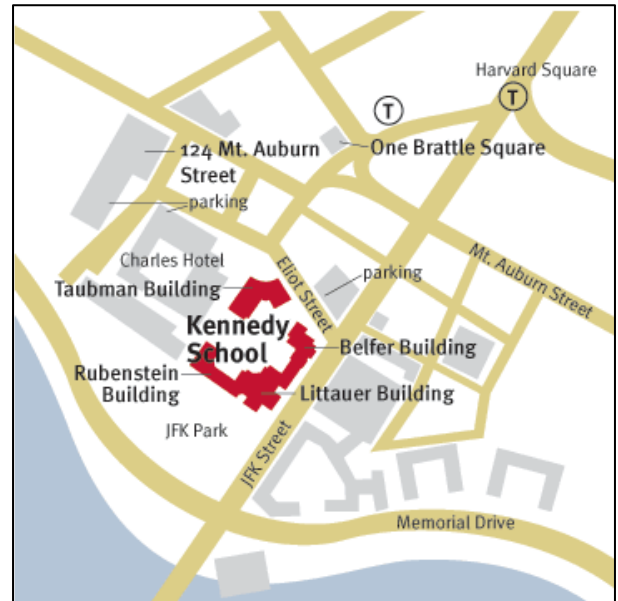 Harvard Square
T
T
One Brattle Square
124 Mt. Auburn
Street
parking
Mt. Auburn Street
Charles Hotel
Eliot Street
parking
Taubman Building
Kennedy
School
Belfer Building
Rubenstein
Building
Littauer Building
JFK Park
JFK Street
Memorial Drive